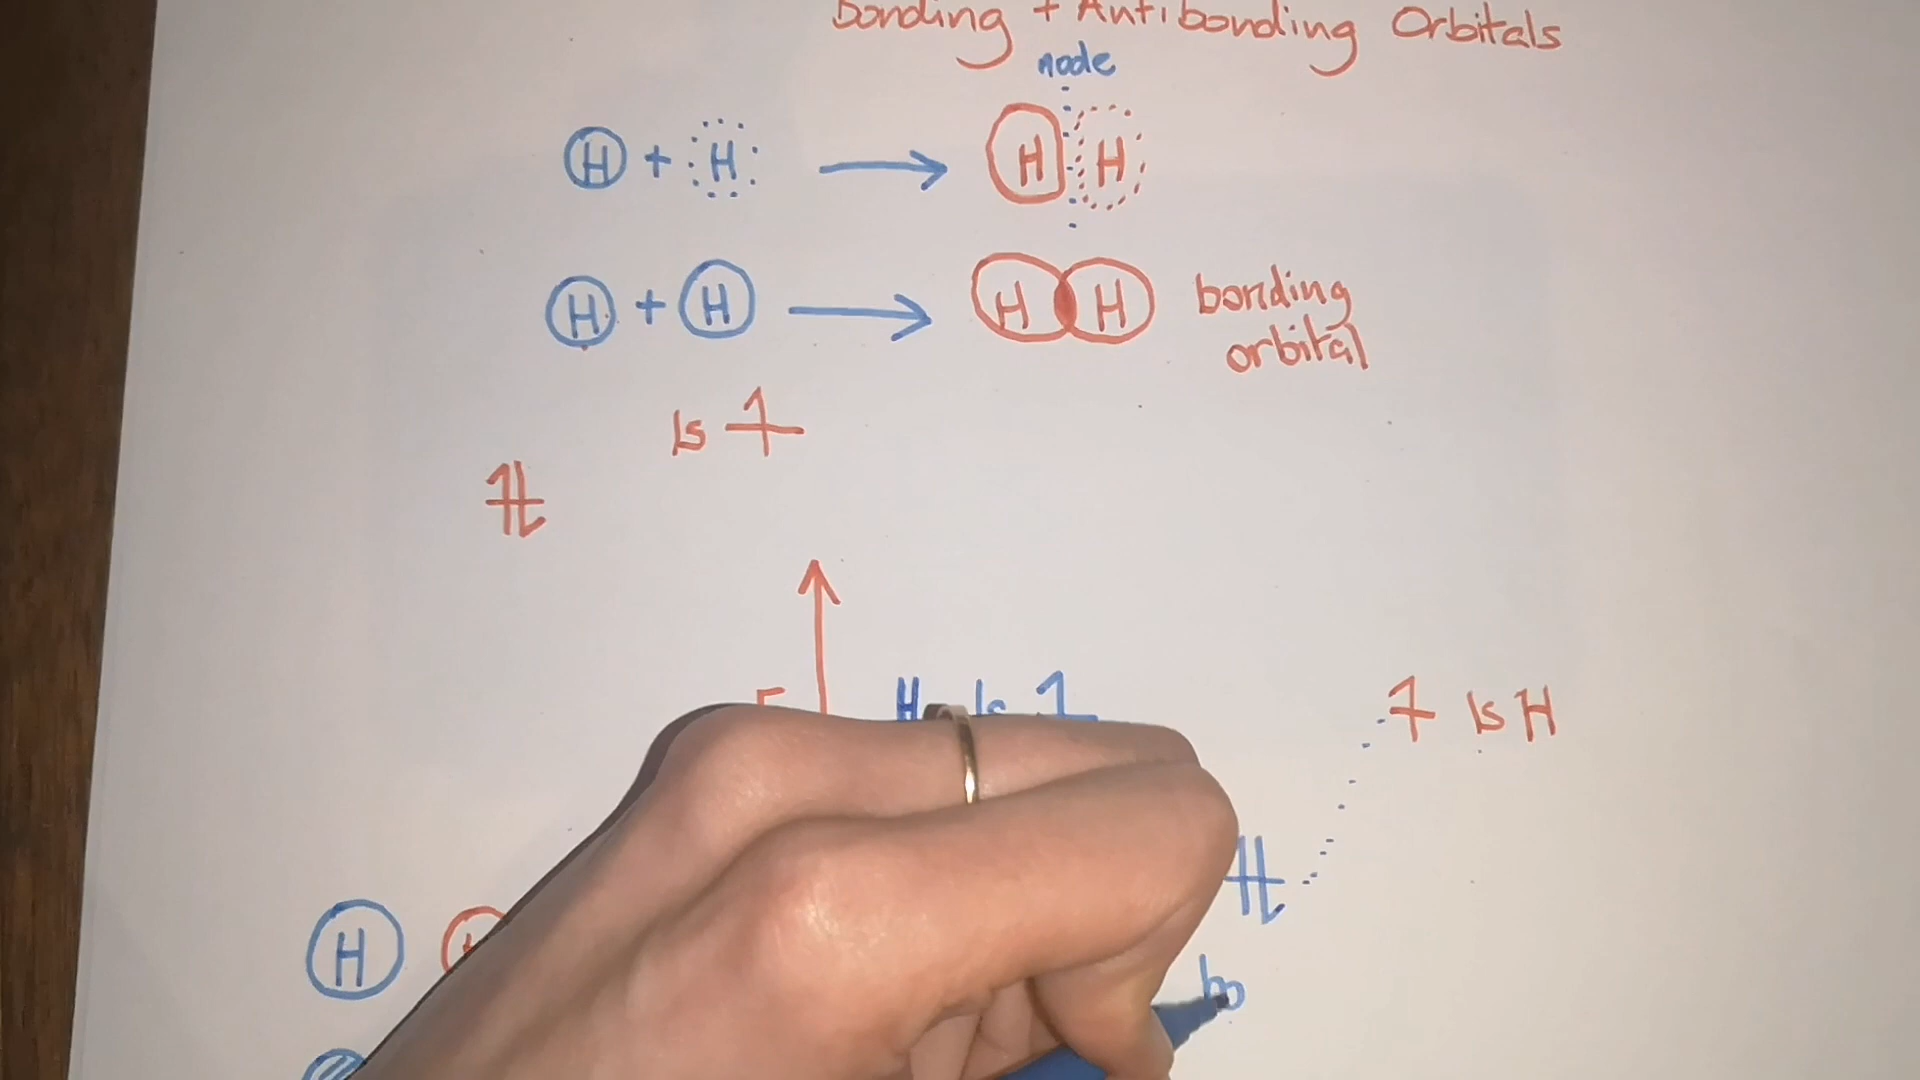 Bonding + Antibonding Orbitals
node
H + H → H H
H + H → H H bonding
orbital
1s
H 1s
1s H
H
bo